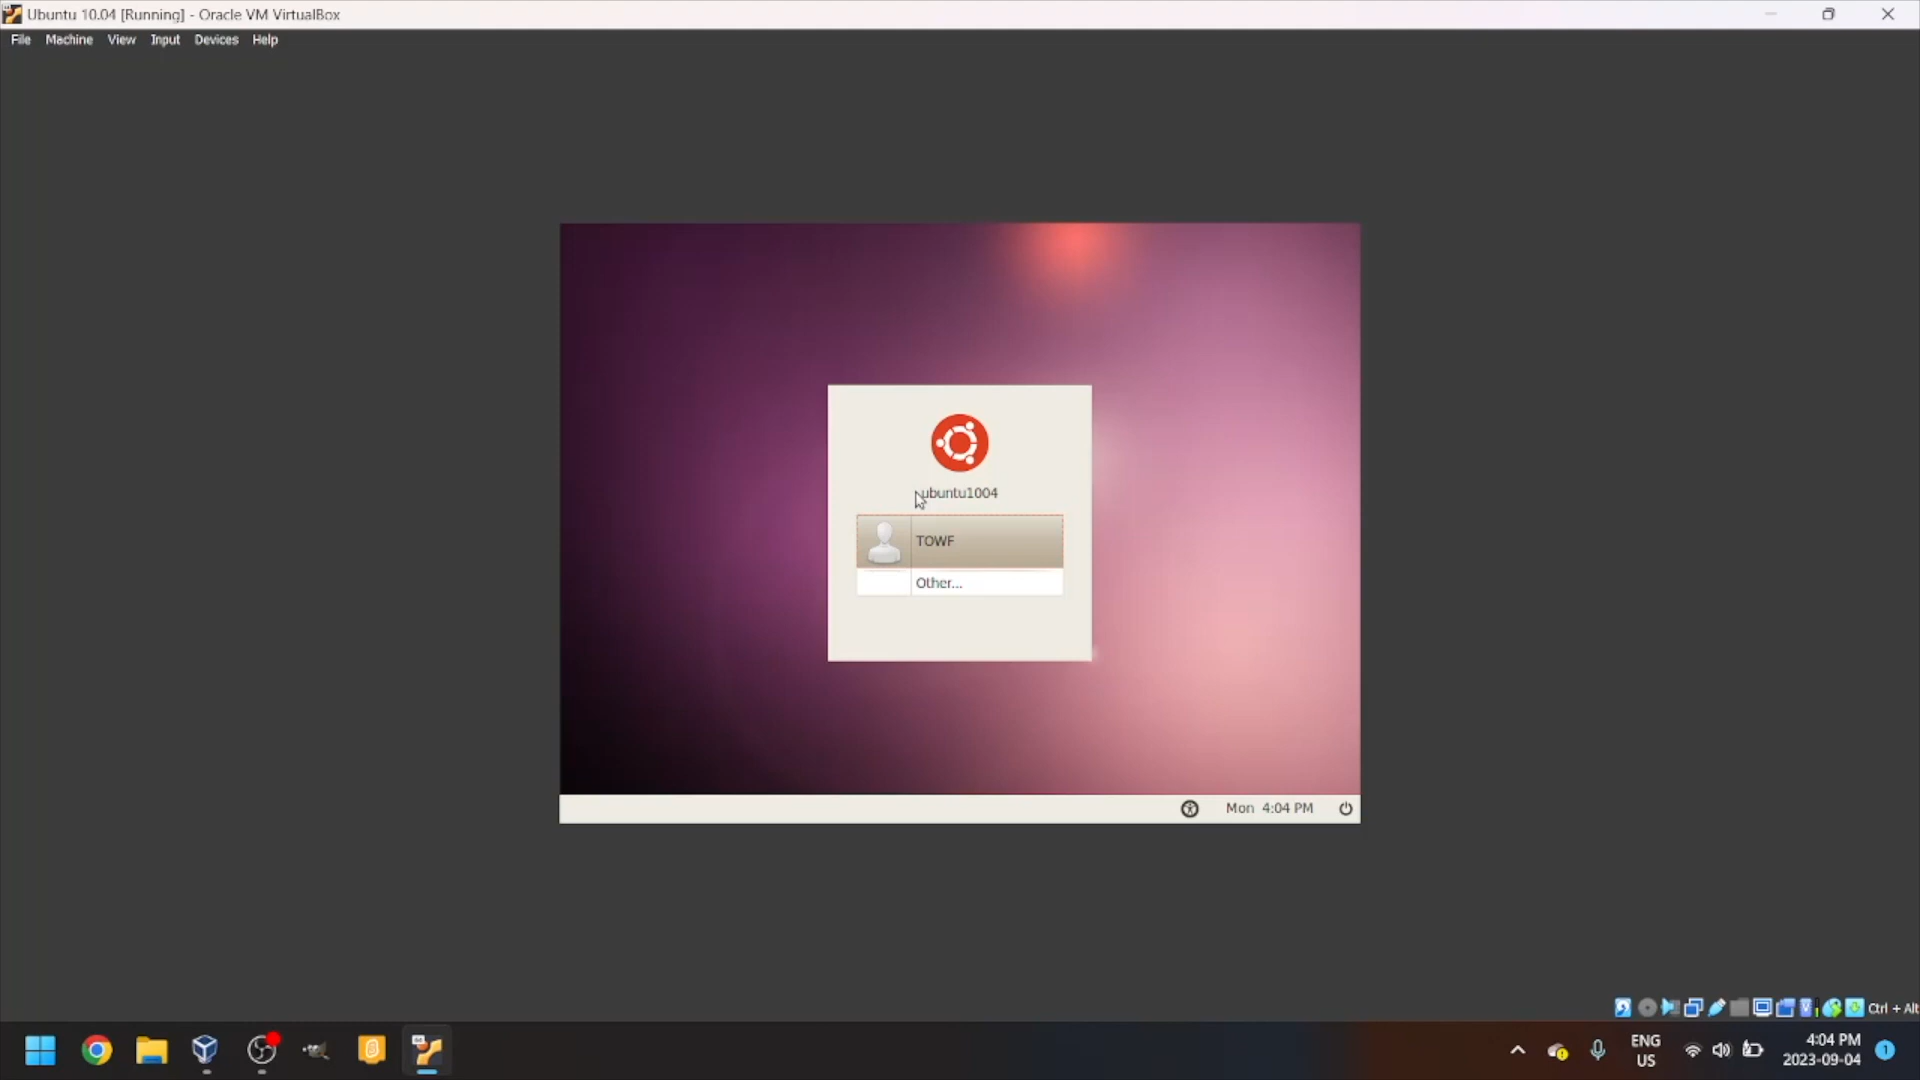 Ubuntu 10.04 [Running] - Oracle VM VirtualBox
File Machine View Input Devices Help
ubuntu1004
TOWF
Other...
Mon 4:04 PM
Ctrl + Alt
ENG
US
4:04 PM
2023-09-04
1